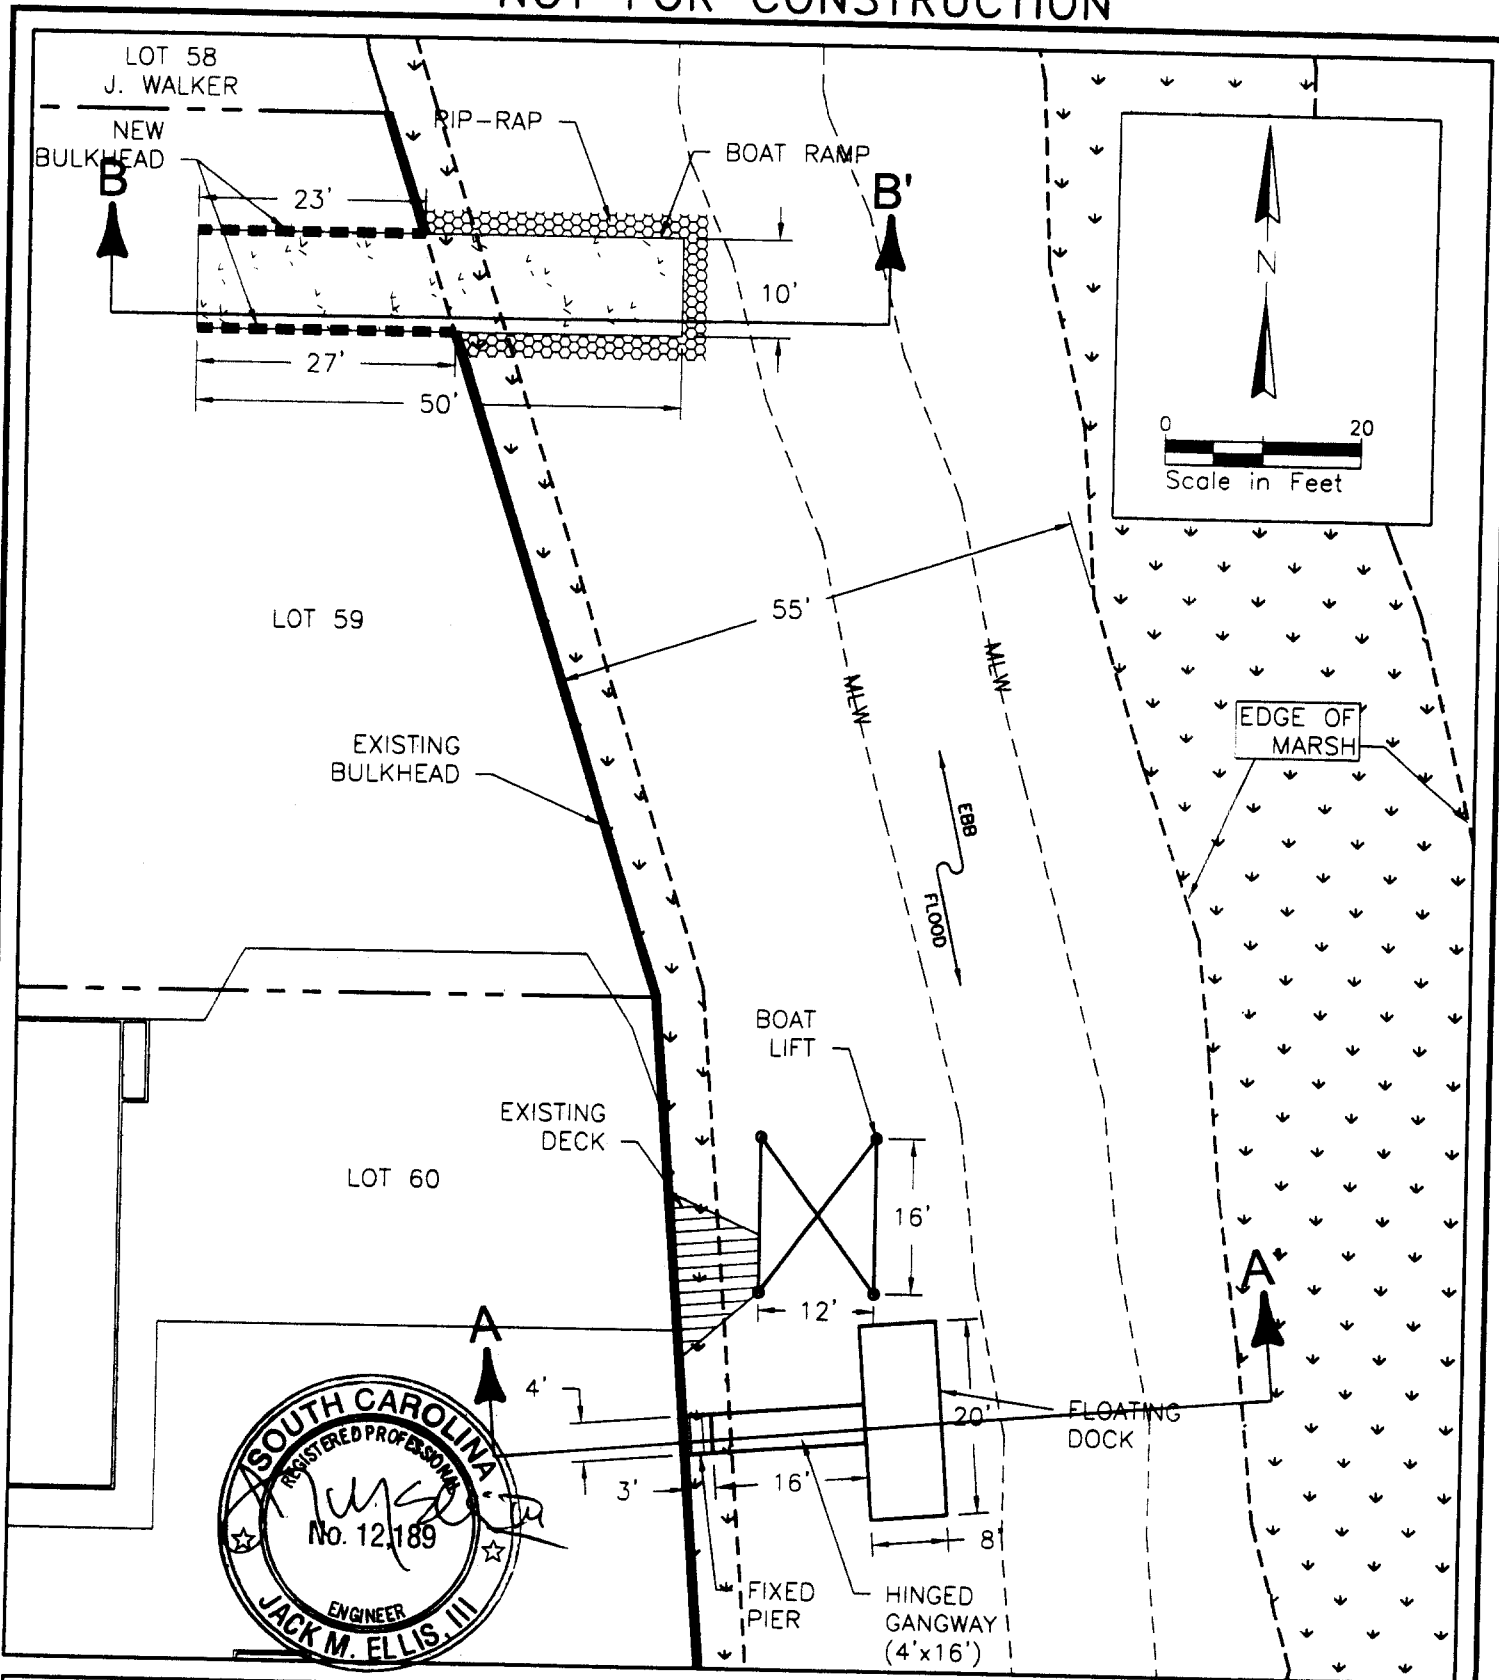 NOT FOR CONSTRUCTION
LOT 58
J. WALKER
NEW
BULKHEAD
RIP-RAP
BOAT RAMP
B
B'
23'
10'
27'
50'
N
0 20
Scale in Feet
LOT 59
55'
MLW
MLW
EXISTING
BULKHEAD
EDGE OF
MARSH
EBB
FLOOD
BOAT
LIFT
EXISTING
DECK
LOT 60
16'
12'
A
A'
4'
20'
FLOATING
DOCK
3'
16'
8'
FIXED
PIER
HINGED
GANGWAY
(4'x16')
SOUTH CAROLINA
REGISTERED PROFESSIONAL
No. 12,189
ENGINEER
JACK M. ELLIS, III